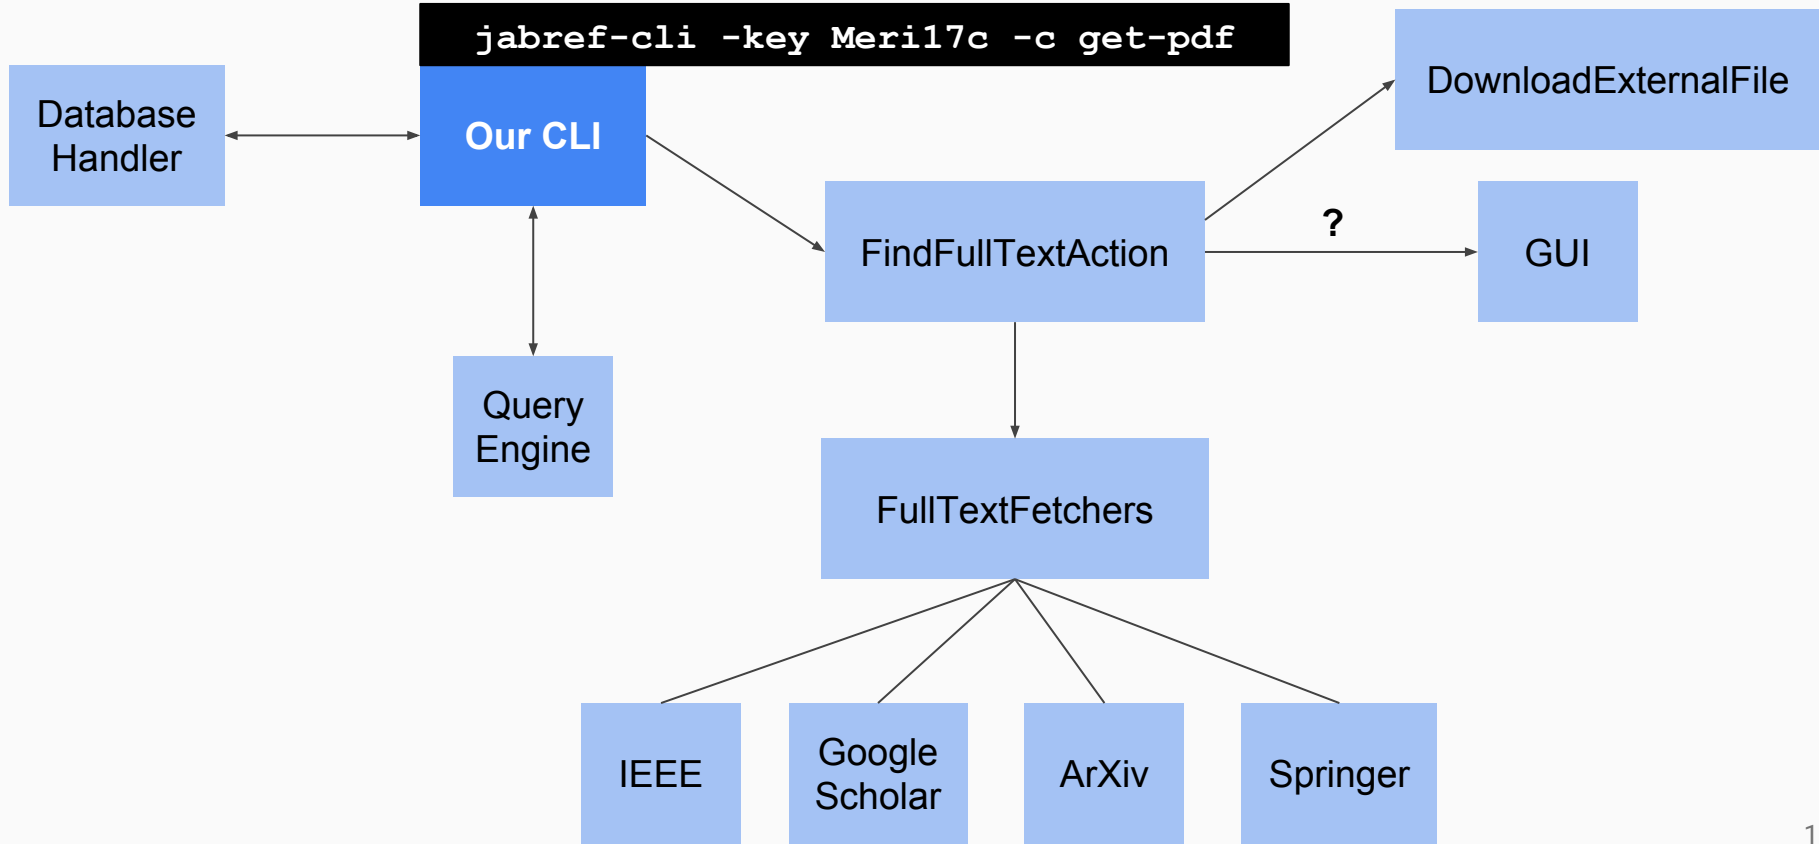 jabref-cli -key Meri17c -c get-pdf
Database
Handler
Our CLI
DownloadExternalFile
FindFullTextAction
?
GUI
Query
Engine
FullTextFetchers
IEEE
Google
Scholar
ArXiv
Springer
1